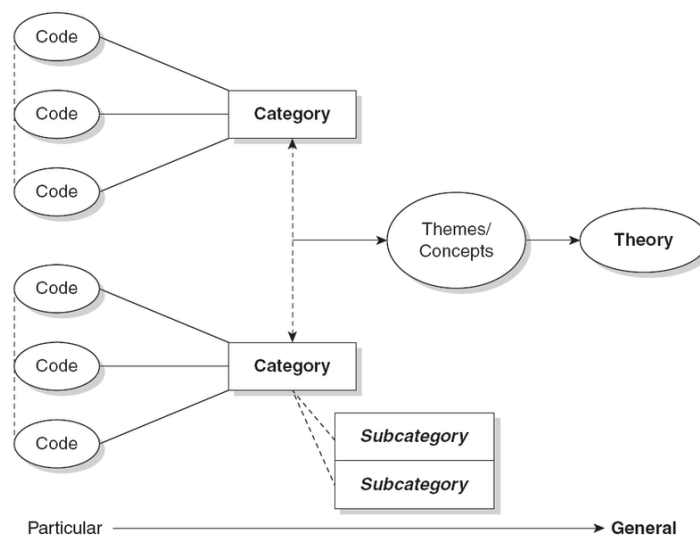 Code
Code
Category
Code
Themes/
Concepts
Theory
Code
Code
Category
Code
Subcategory
Subcategory
Particular
General